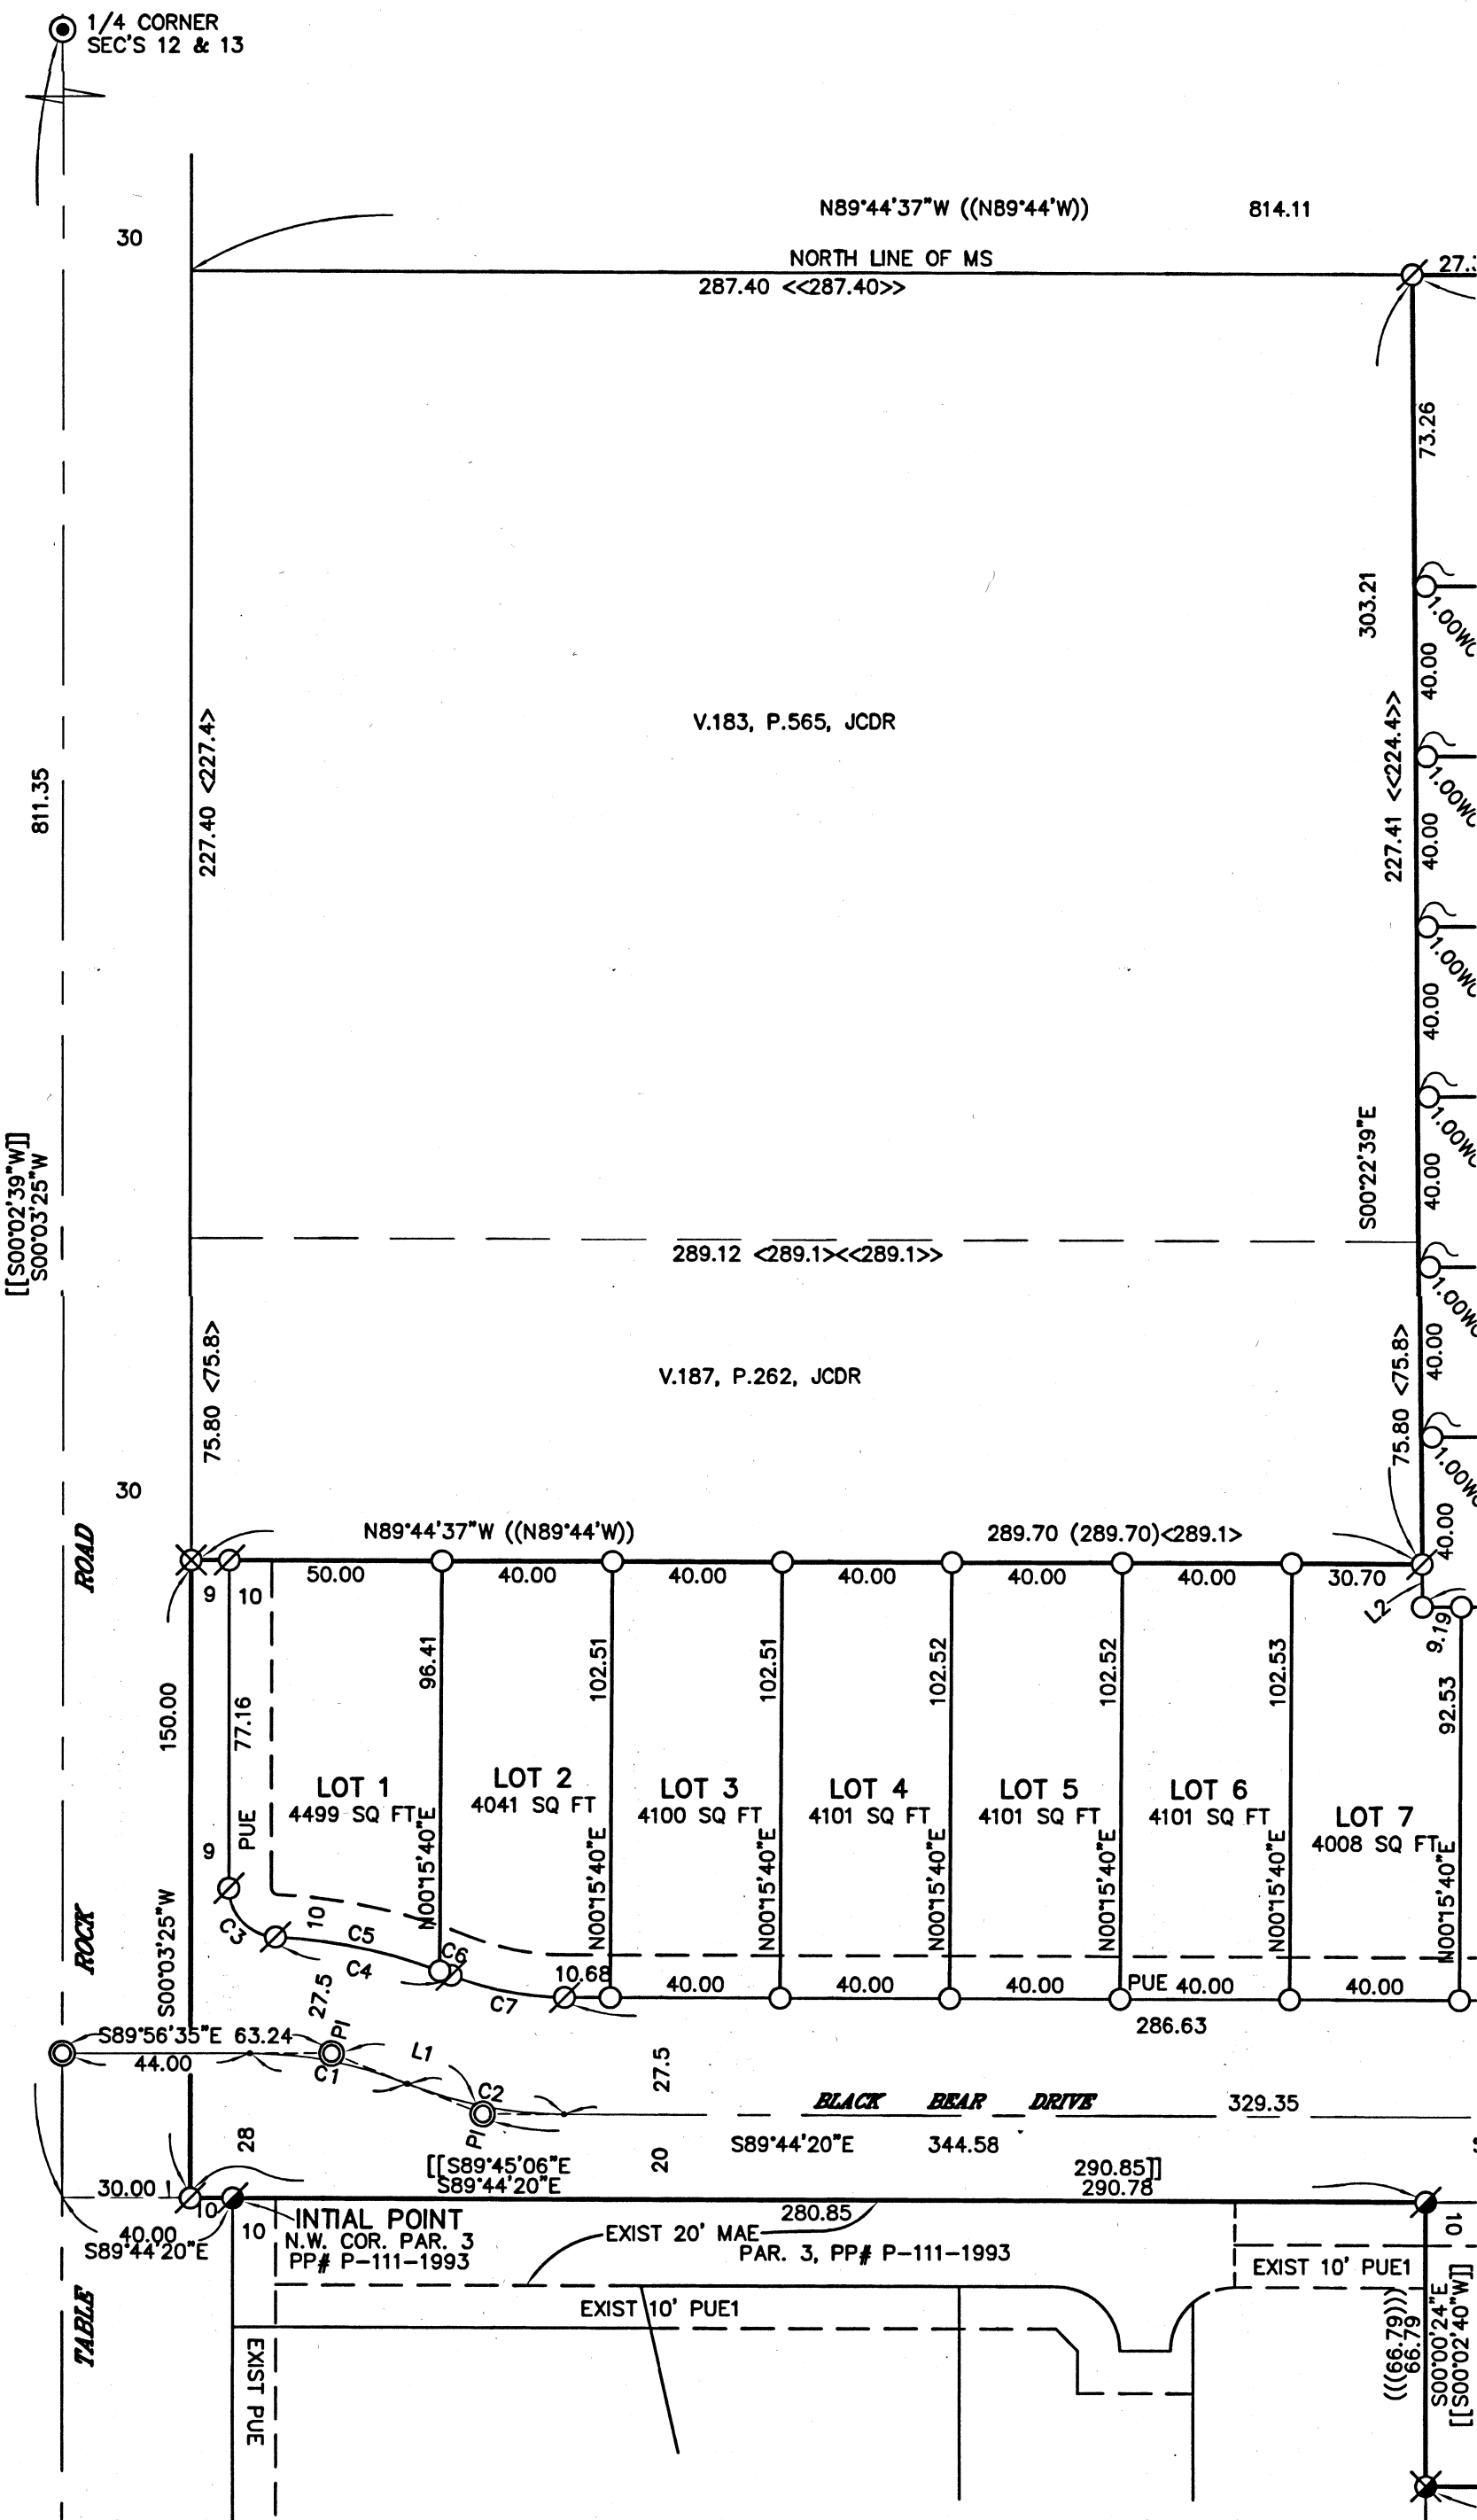 1/4 CORNER
SEC'S 12 & 13
30
N89°44'37"W ((N89°44'W))
814.11
NORTH LINE OF MS
287.40 <<287.40>>
73.26
303.21
1.00WC
40.00
1.00WC
40.00
1.00WC
40.00
1.00WC
40.00
1.00WC
40.00
1.00WC
40.00
227.40 <227.4>
811.35
V.183, P.565, JCDR
227.41 <<224.4>>
S00°22'39"E
[[S00°02'39"W]]
S00°03'25"W
289.12 <289.1><<289.1>>
75.80 <75.8>
V.187, P.262, JCDR
75.80 <75.8>
30
N89°44'37"W ((N89°44'W))
289.70 (289.70)<289.1>
9
10
50.00
40.00
40.00
40.00
40.00
40.00
30.70
L2
9.19
150.00
77.16
96.41
102.51
102.51
102.52
102.52
102.53
92.53
LOT 1
4499 SQ FT
LOT 2
4041 SQ FT
LOT 3
4100 SQ FT
LOT 4
4101 SQ FT
LOT 5
4101 SQ FT
LOT 6
4101 SQ FT
LOT 7
4008 SQ FT
PUE
9
N00°15'40"E
N00°15'40"E
N00°15'40"E
N00°15'40"E
N00°15'40"E
N00°15'40"E
N00°15'40"E
S00°03'25"W
C3
10
C5
C4
C6
C7
10.68
40.00
40.00
40.00
PUE
40.00
40.00
286.63
27.5
PI
S89°56'35"E 63.24
44.00
C1
L1
C2
PI
27.5
BLACK BEAR DRIVE
329.35
S89°44'20"E
344.58
28
20
[[S89°45'06"E
290.85]]
S89°44'20"E
290.78
30.00
10
40.00
S89°44'20"E
10
INTIAL POINT
N.W. COR. PAR. 3
PP# P-111-1993
280.85
EXIST 20' MAE
PAR. 3, PP# P-111-1993
10
EXIST 10' PUE1
EXIST 10' PUE1
EXIST PUE
((((66.79))))
66.79
S00°00'24"E
[[S00°02'40"W]]
TABLE ROCK ROAD